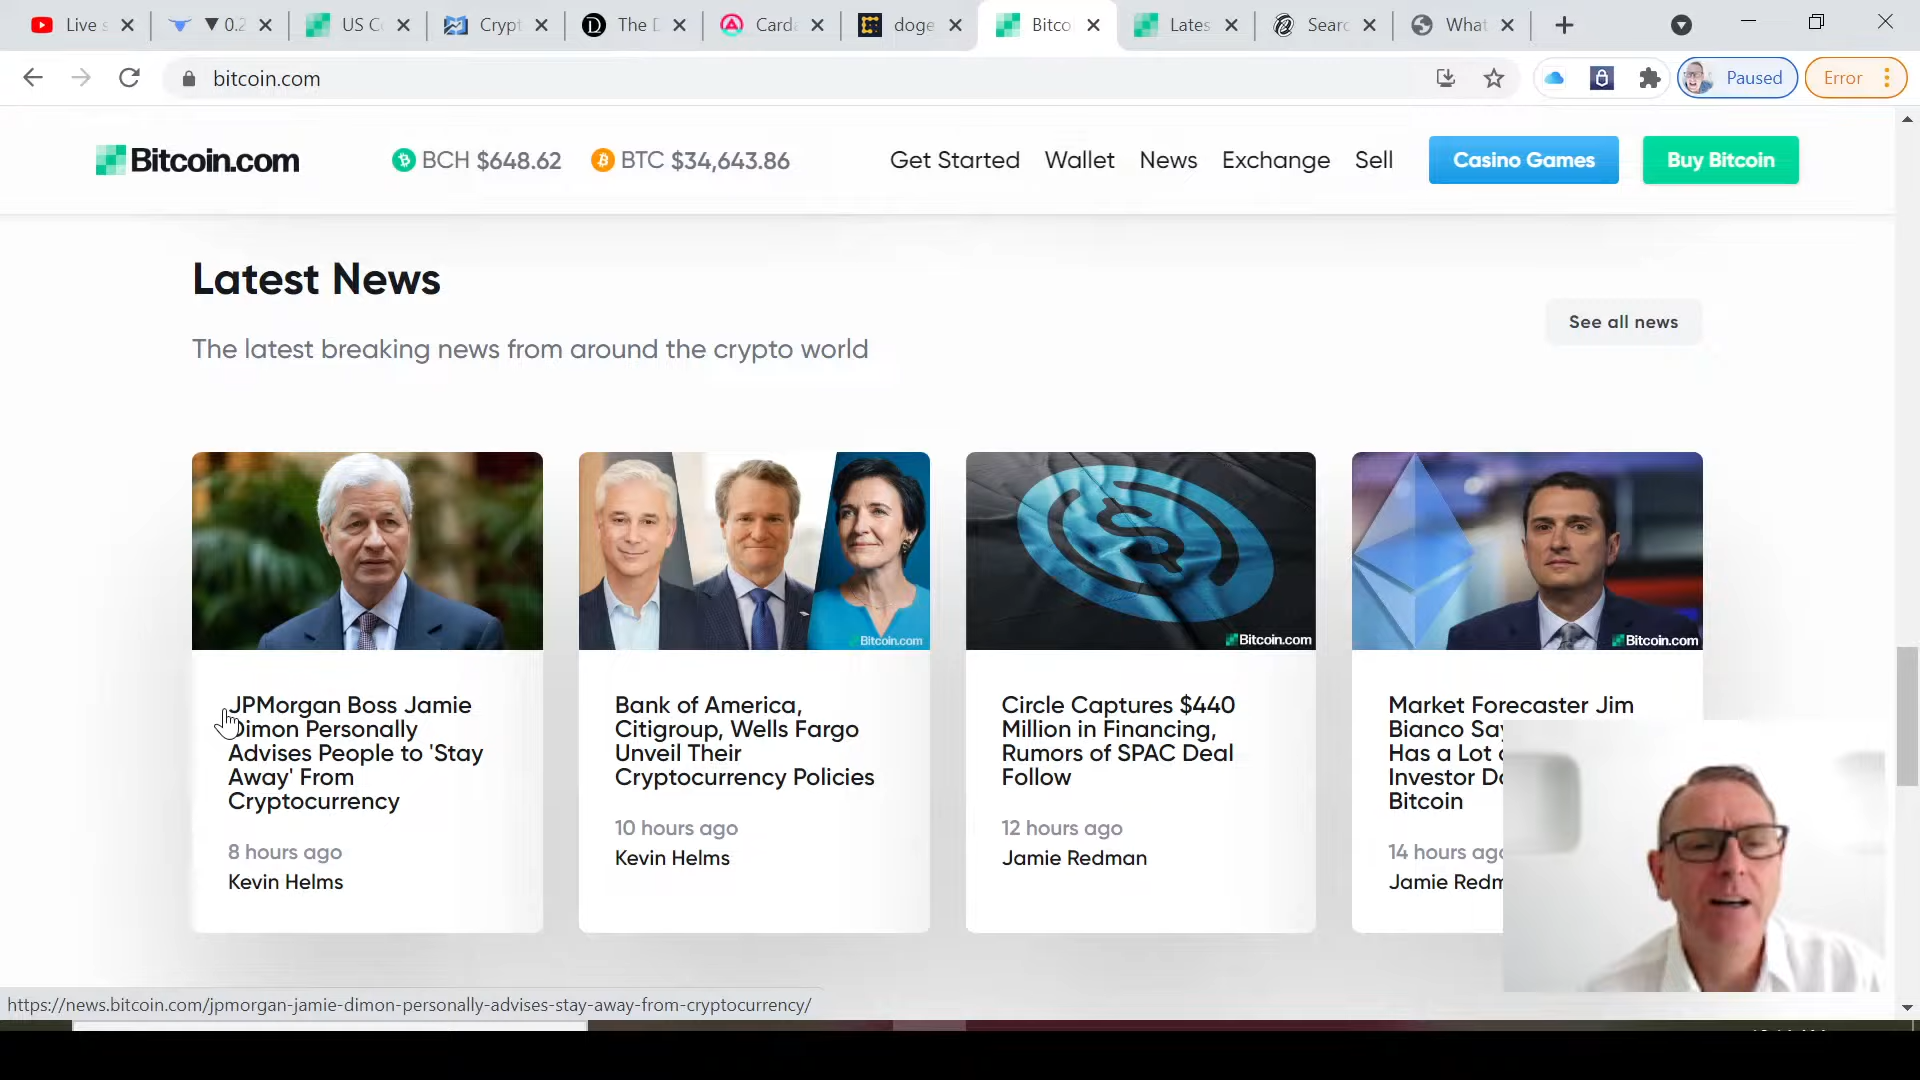 Live s
▼ 0.2
US C
Crypt
The D
Card
doge
Bitco
Lates
Sear
What
bitcoin.com
Paused
Error
Bitcoin.com
BCH $648.62
BTC $34,643.86
Get Started
Wallet
News
Exchange
Sell
Casino Games
Buy Bitcoin
Latest News
The latest breaking news from around the crypto world
See all news
Bitcoin.com
Bitcoin.com
Bitcoin.com
JPMorgan Boss Jamie
Dimon Personally
Advises People to 'Stay
Away' From
Cryptocurrency
8 hours ago
Kevin Helms
Bank of America,
Citigroup, Wells Fargo
Unveil Their
Cryptocurrency Policies
10 hours ago
Kevin Helms
Circle Captures $440
Million in Financing,
Rumors of SPAC Deal
Follow
12 hours ago
Jamie Redman
Market Forecaster Jim
Bianco Say
Has a Lot
Investor Do
Bitcoin
14 hours ago
Jamie Redm
https://news.bitcoin.com/jpmorgan-jamie-dimon-personally-advises-stay-away-from-cryptocurrency/